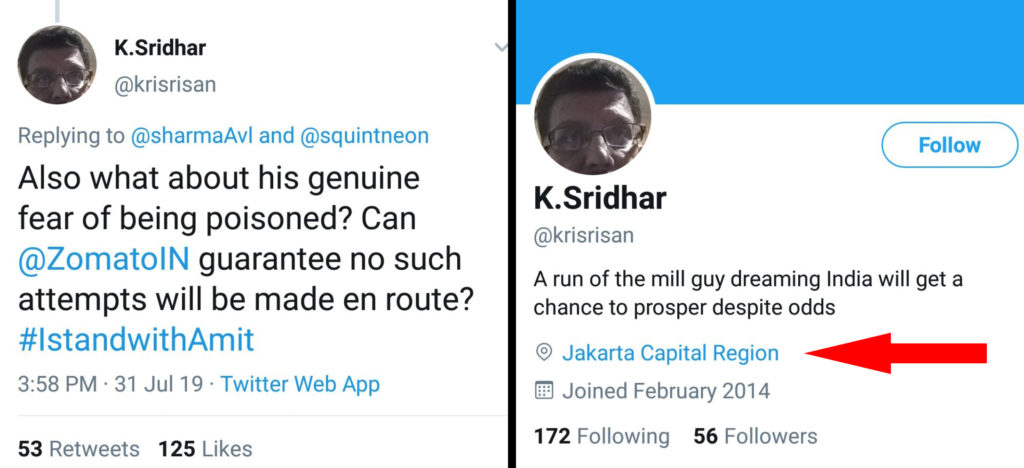 K.Sridhar
@krisrisan
Replying to @sharmaAvl and @squintneon
Also what about his genuine
fear of being poisoned? Can
@ZomatoIN guarantee no such
attempts will be made en route?
#IstandwithAmit
3:58 PM · 31 Jul 19 · Twitter Web App
53 Retweets 125 Likes
Follow
K.Sridhar
@krisrisan
A run of the mill guy dreaming India will get a
chance to prosper despite odds
Jakarta Capital Region
Joined February 2014
172 Following 56 Followers